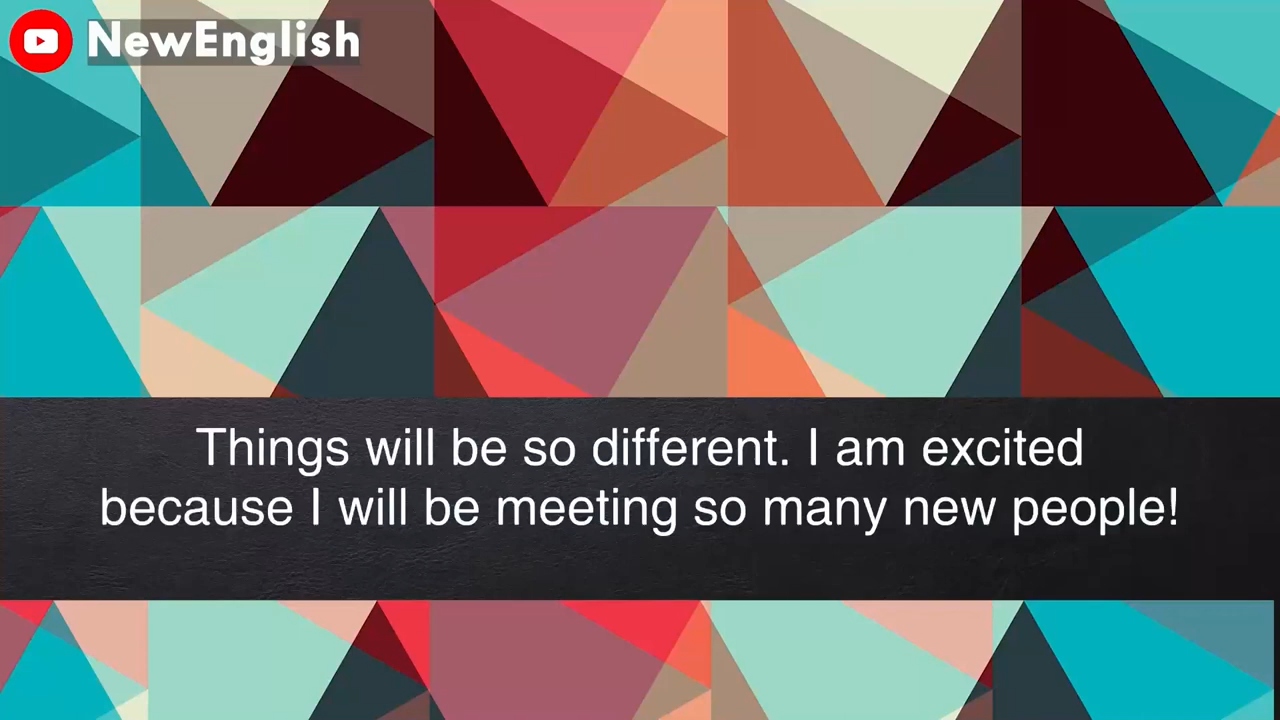 NewEnglish
Things will be so different. I am excited
because I will be meeting so many new people!